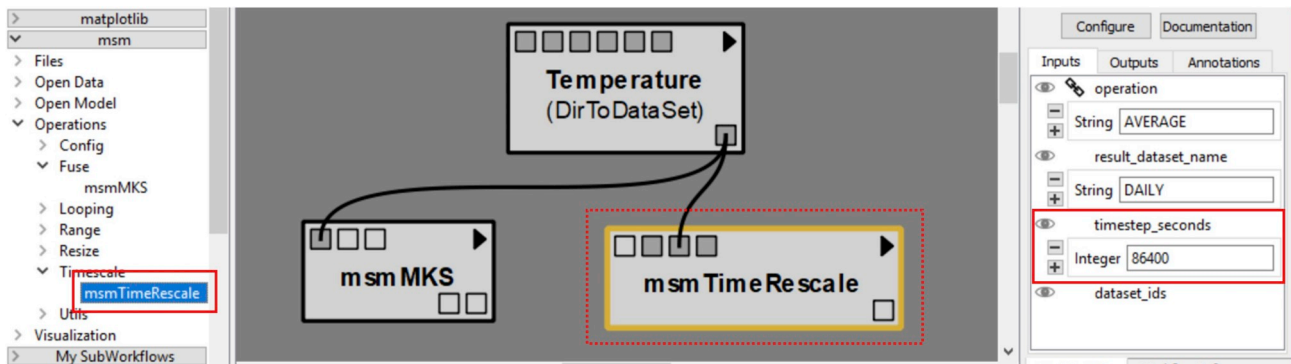 matplotlib
msm
Files
Open Data
Open Model
Operations
Config
Fuse
msmMKS
Looping
Range
Resize
Timescale
msmTimeRescale
Utils
Visualization
My SubWorkflows
Temperature
(DirToDataSet)
msmMKS
msmTimeRescale
Configure Documentation
Inputs Outputs Annotations
operation
String AVERAGE
result_dataset_name
String DAILY
timestep_seconds
Integer 86400
dataset_ids